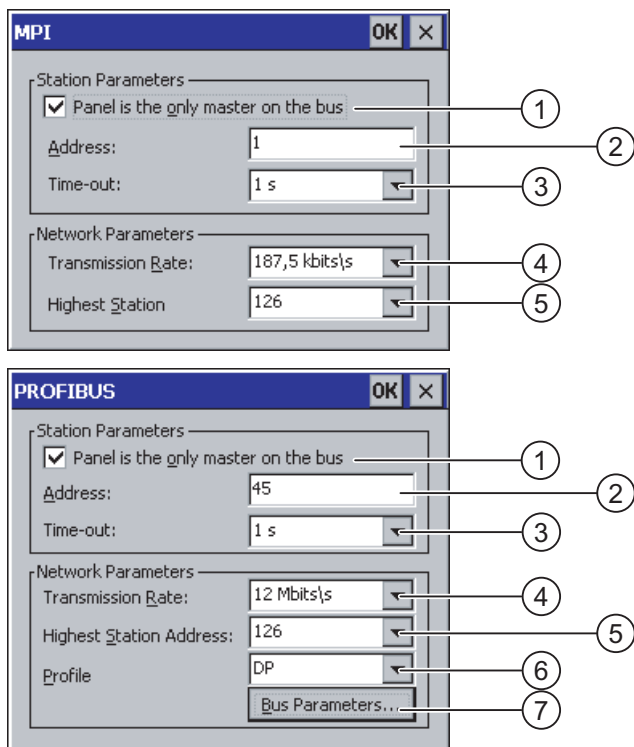 MPI OK ×
Station Parameters
Panel is the only master on the bus 1
Address: 1 2
Time-out: 1 s 3
Network Parameters
Transmission Rate: 187,5 kbits\s 4
Highest Station 126 5
PROFIBUS OK ×
Station Parameters
Panel is the only master on the bus 1
Address: 45 2
Time-out: 1 s 3
Network Parameters
Transmission Rate: 12 Mbits\s 4
Highest Station Address: 126 5
Profile DP 6
Bus Parameters... 7